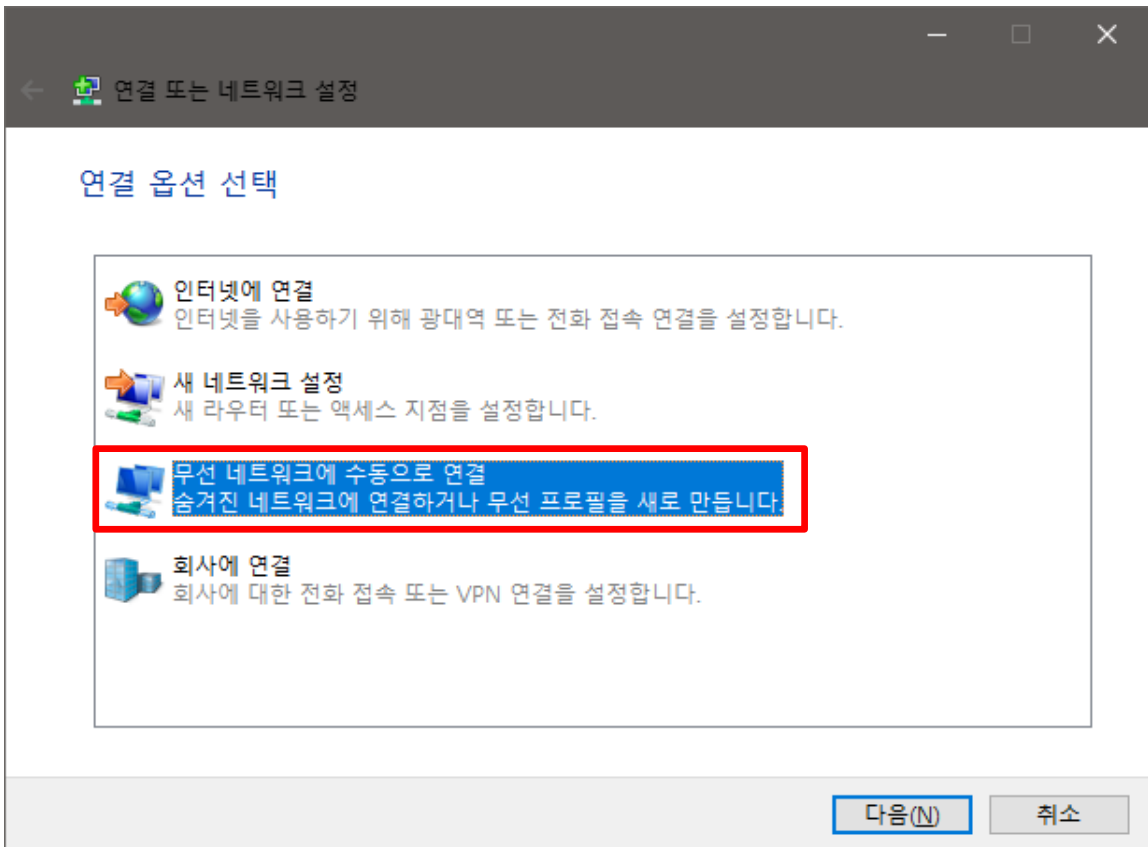 연결 또는 네트워크 설정
연결 옵션 선택
인터넷에 연결
인터넷을 사용하기 위해 광대역 또는 전화 접속 연결을 설정합니다.
새 네트워크 설정
새 라우터 또는 액세스 지점을 설정합니다.
무선 네트워크에 수동으로 연결
숨겨진 네트워크에 연결하거나 무선 프로필을 새로 만듭니다.
회사에 연결
회사에 대한 전화 접속 또는 VPN 연결을 설정합니다.
다음(N)
취소